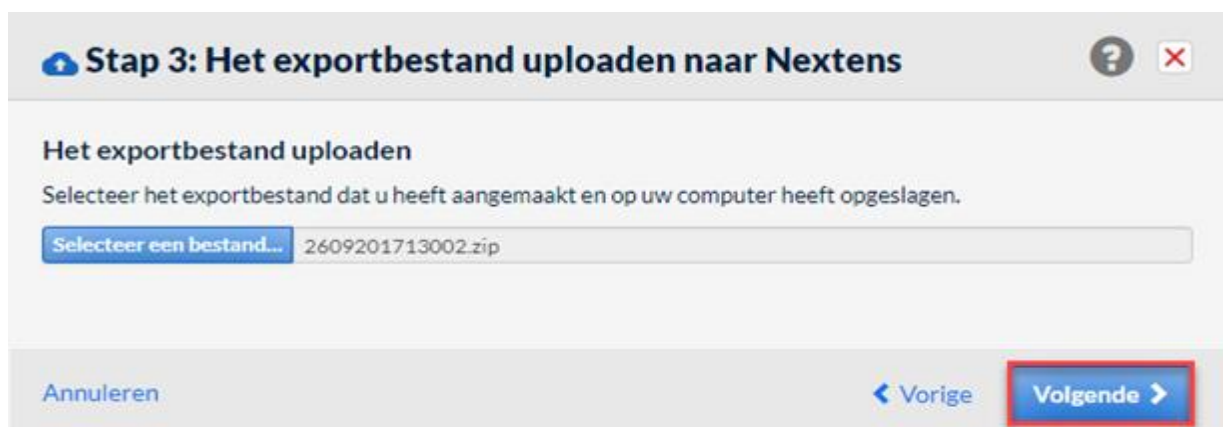 Stap 3: Het exportbestand uploaden naar Nextens
Het exportbestand uploaden
Selecteer het exportbestand dat u heeft aangemaakt en op uw computer heeft opgeslagen.
Selecteer een bestand... 2609201713002.zip
Annuleren Vorige Volgende